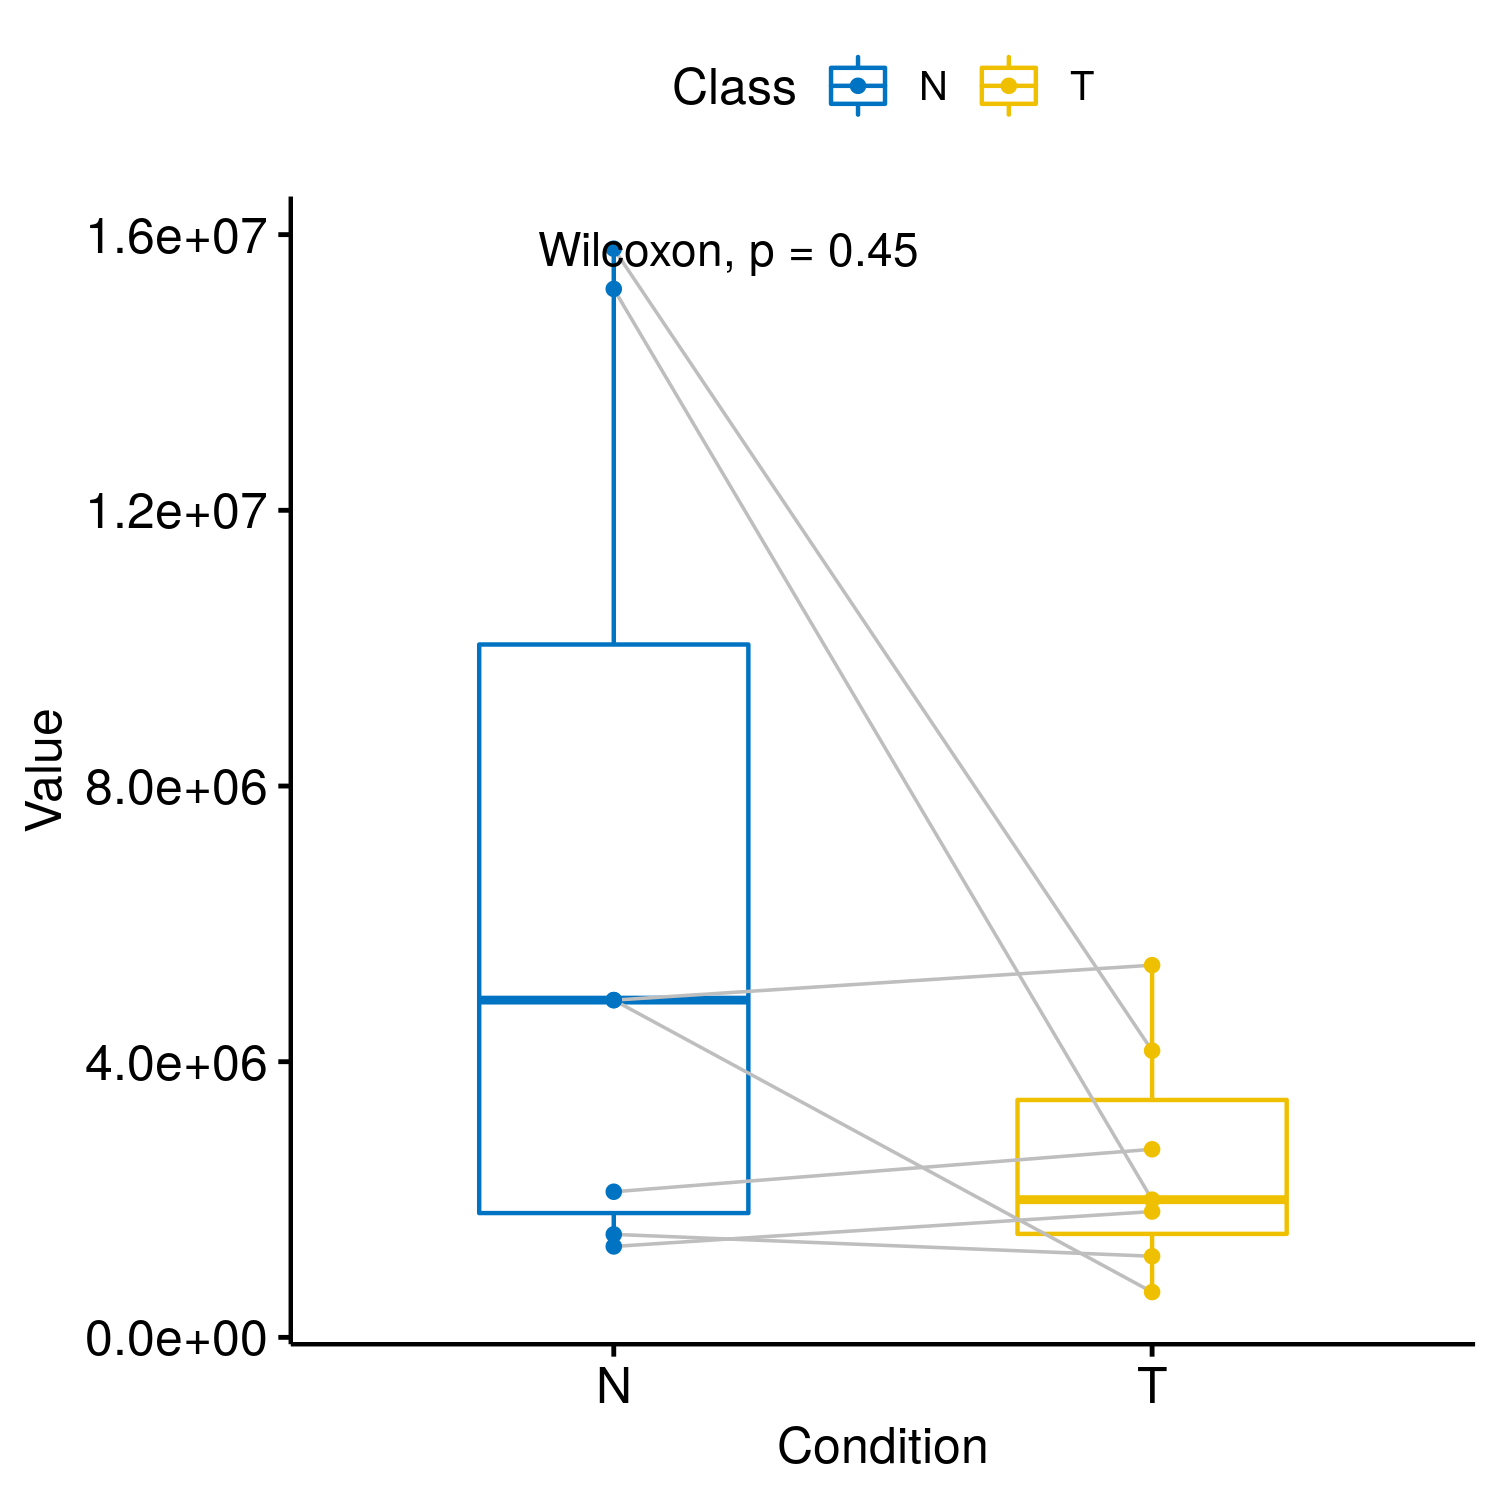 Class N T
Wilcoxon, p = 0.45
1.6e+07
1.2e+07
8.0e+06
4.0e+06
0.0e+00
Value
N T
Condition